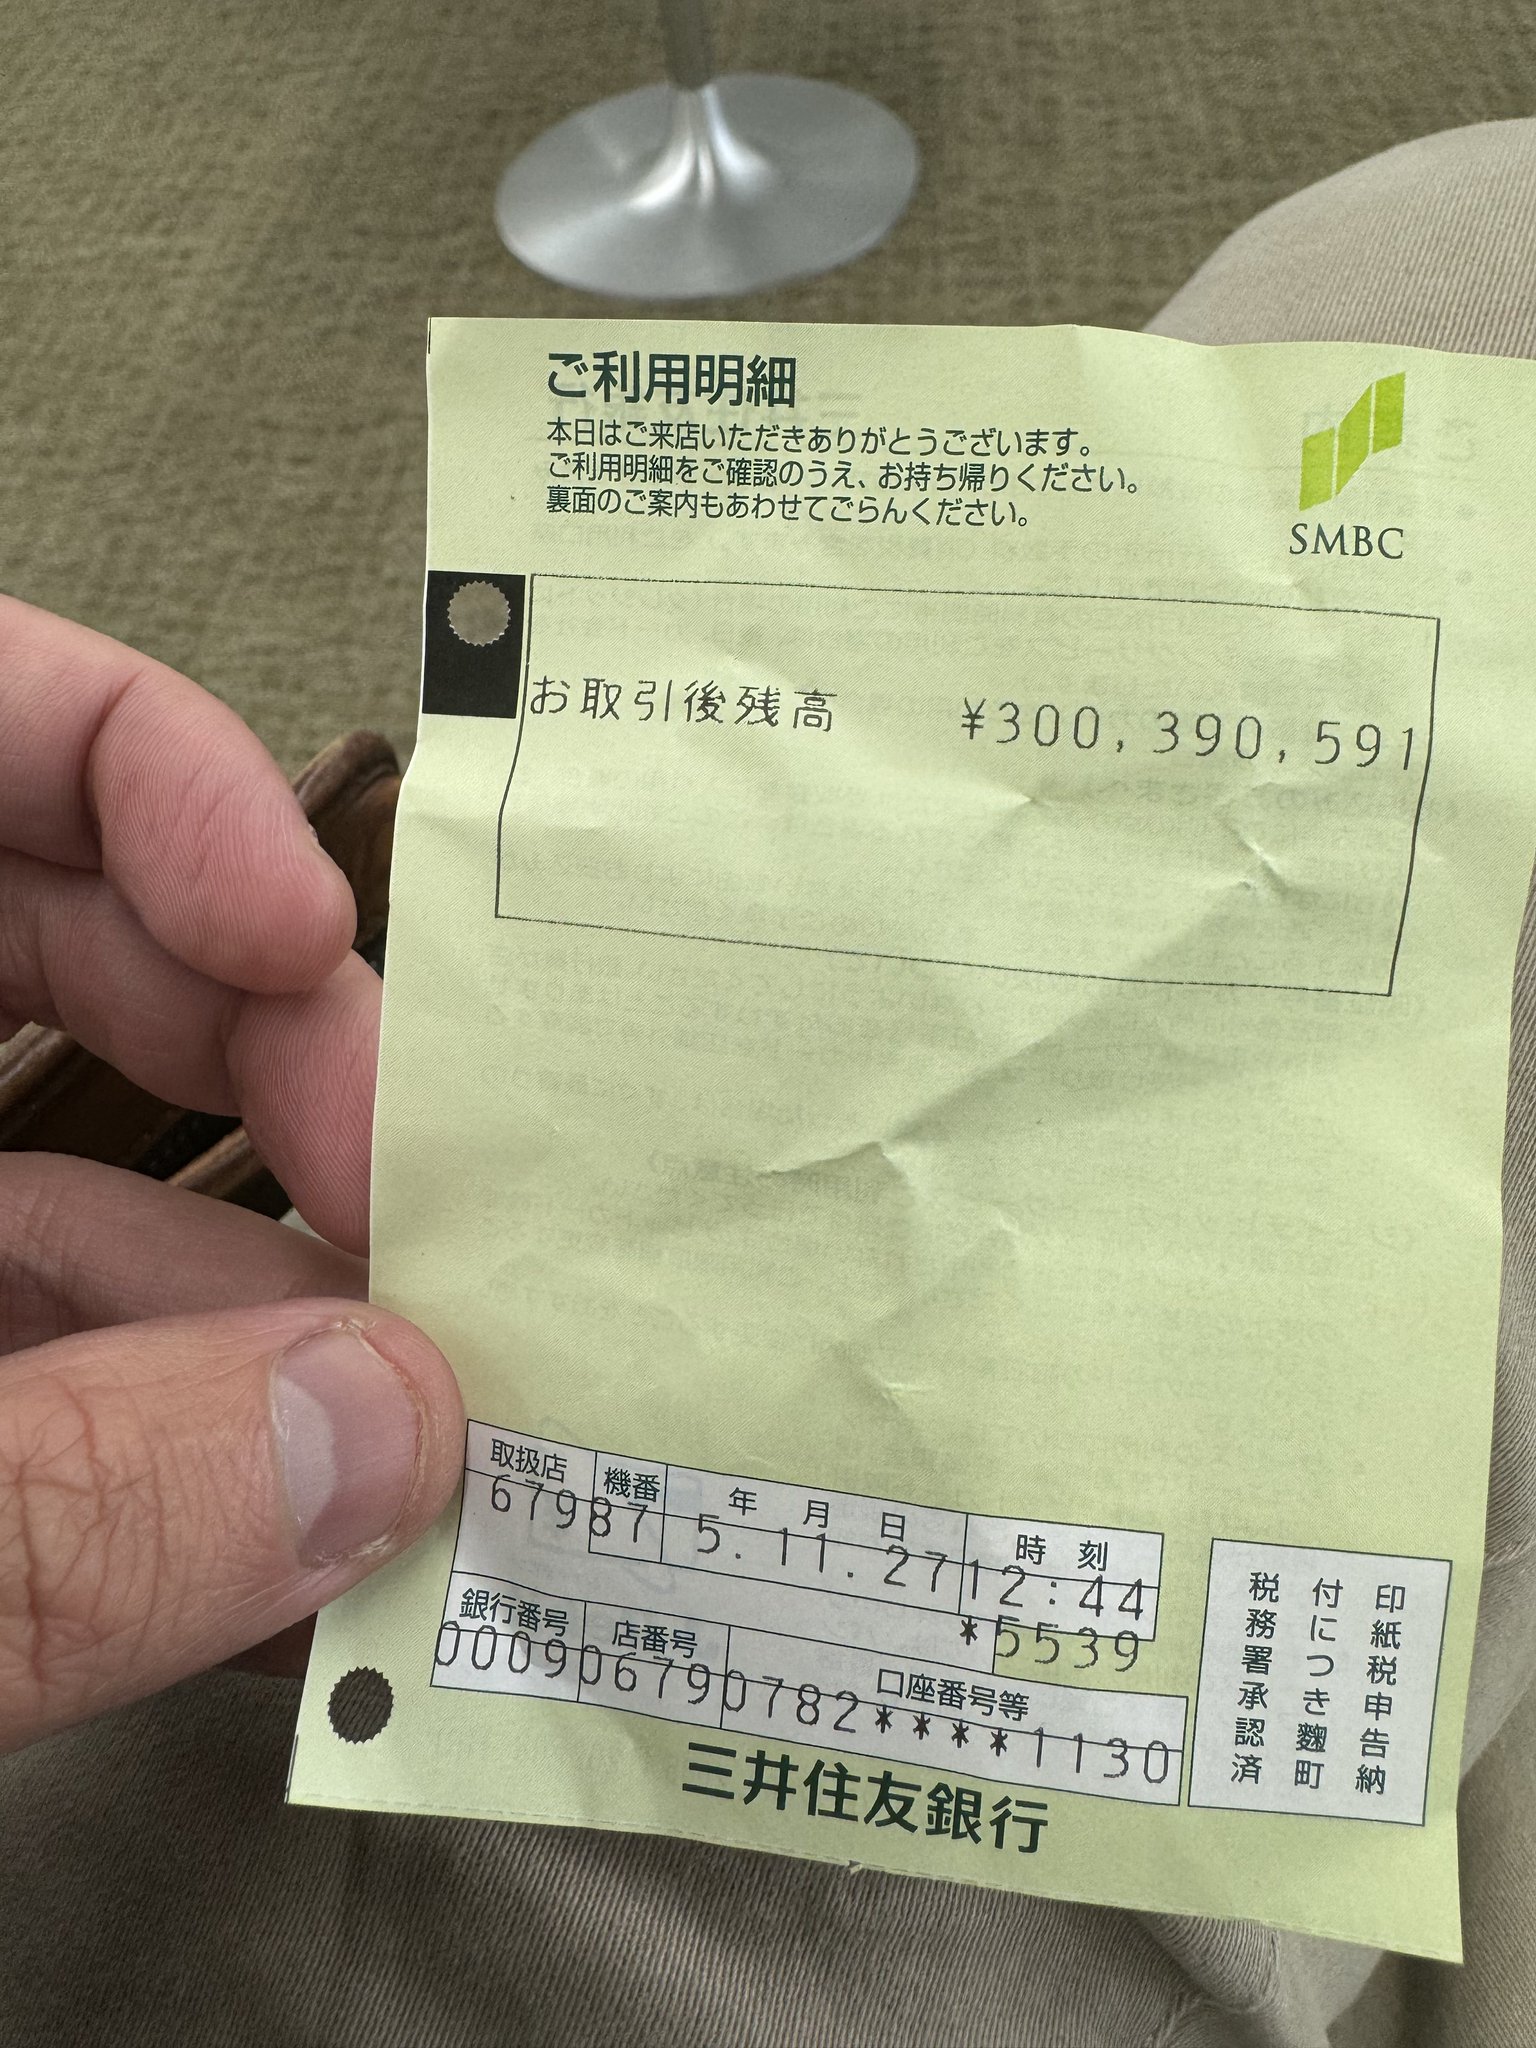 ご利用明細
本日はご来店いただきありがとうございます。
ご利用明細をご確認のうえ、お持ち帰りください。
裏面のご案内もあわせてごらんください。
SMBC
お取引後残高 ¥300,390,591
取扱店 機番 年 月 日 時 刻
679 87 5.11.27 12:44
*5539
銀行番号 店番号 口座番号等
0009 0679 0782****1130
三井住友銀行
印紙税申告納
付につき麴町
税務署承認済